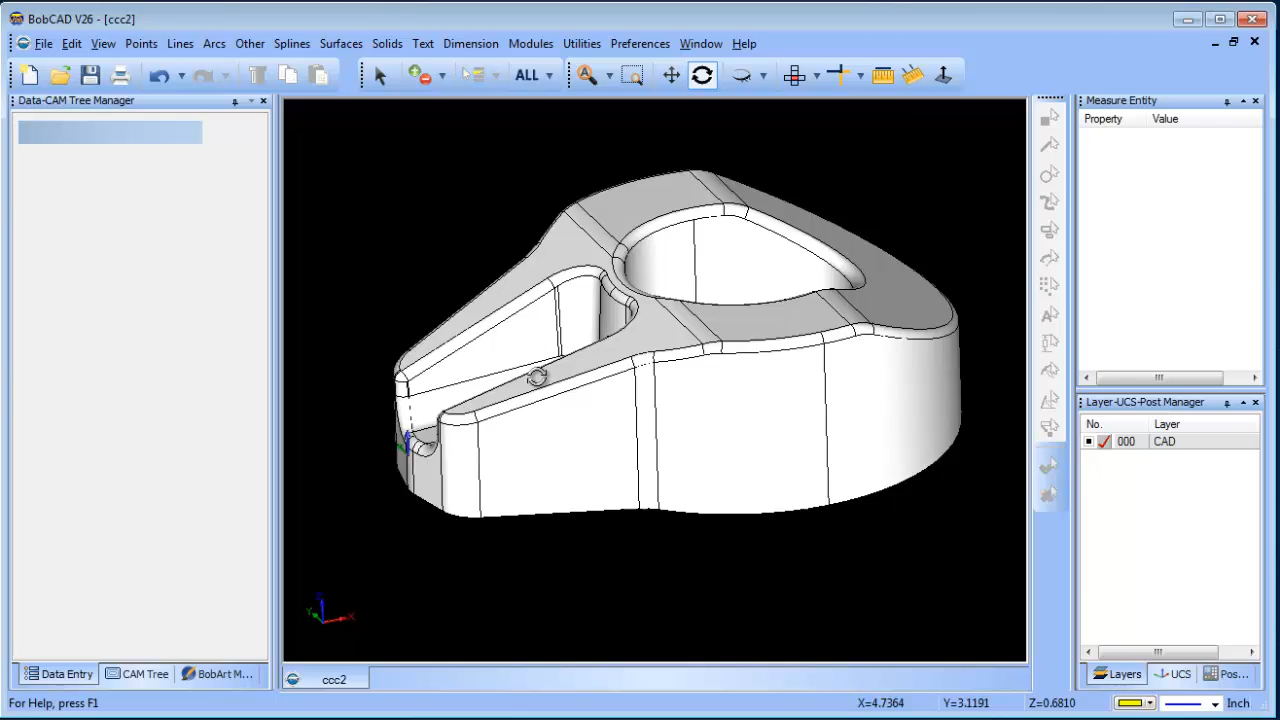 BobCAD V26 - [ccc2]
File Edit View Points Lines Arcs Other Splines Surfaces Solids Text Dimension Modules Utilities Preferences Window Help
ALL
Data-CAM Tree Manager
Measure Entity
Property Value
Layer-UCS-Post Manager
No. Layer
000 CAD
Z
Y X
Data Entry CAM Tree BobArt M...
ccc2
Layers UCS Pos...
For Help, press F1
X=4.7364 Y=3.1191 Z=0.6810 Inch